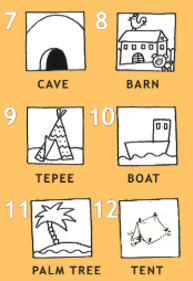 7 8
CAVE BARN
9 10
TEPEE BOAT
11 12
PALM TREE TENT